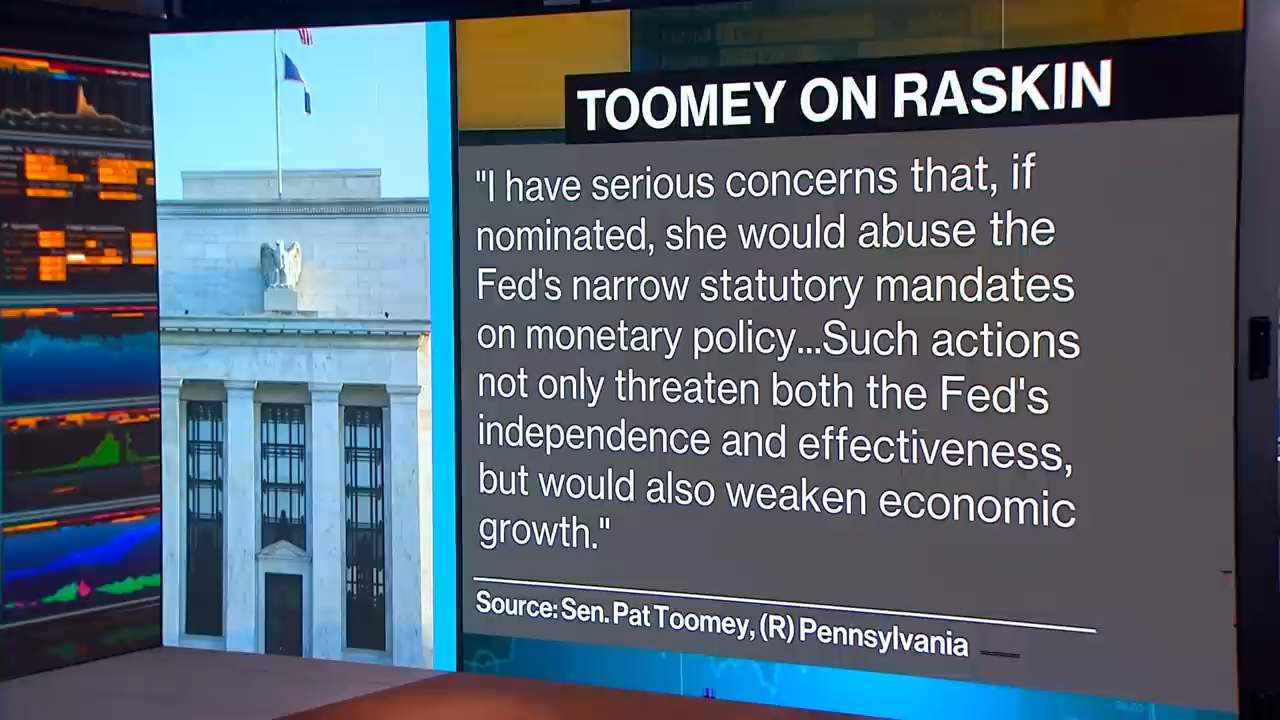 TOOMEY ON RASKIN
"I have serious concerns that, if
nominated, she would abuse the
Fed's narrow statutory mandates
on monetary policy...Such actions
not only threaten both the Fed's
independence and effectiveness,
but would also weaken economic
growth."
Source: Sen. Pat Toomey, (R) Pennsylvania